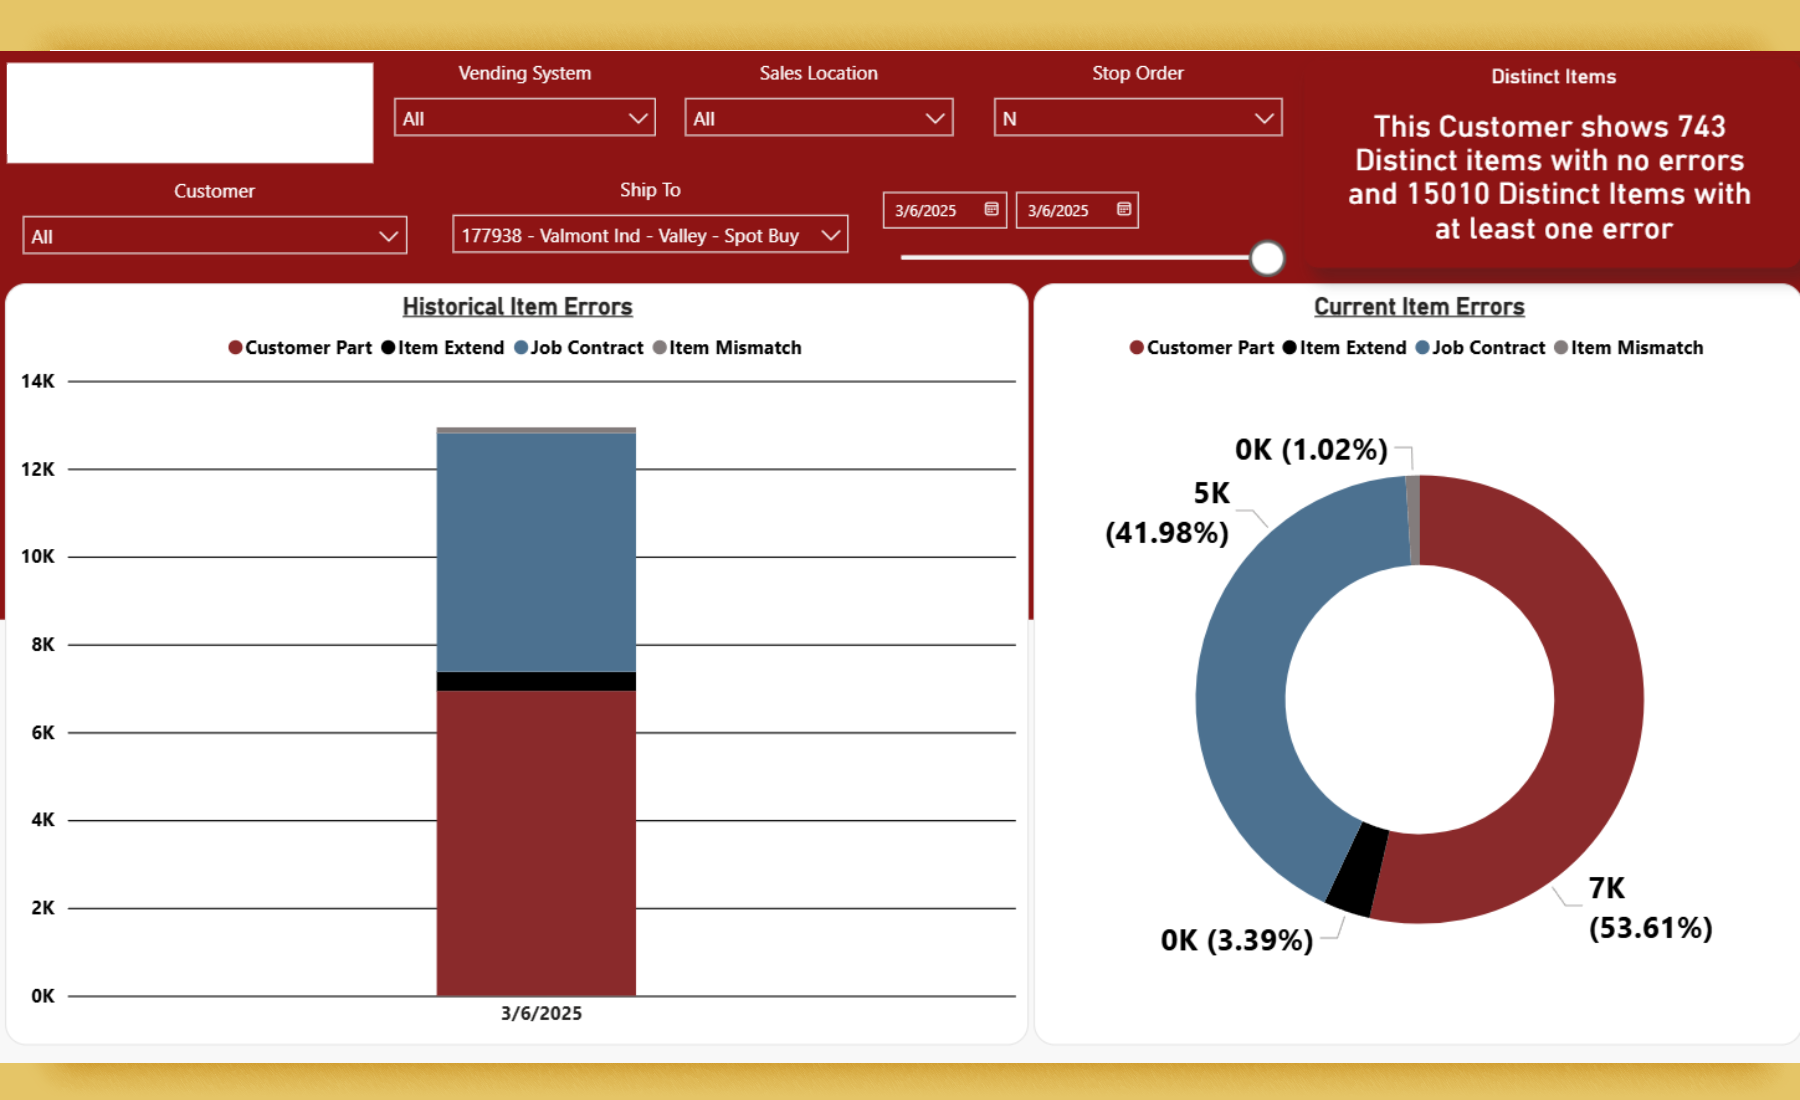 Vending System
Sales Location
Stop Order
Distinct Items
All
All
N
This Customer shows 743
Distinct items with no errors
and 15010 Distinct Items with
at least one error
Customer
Ship To
All
177938 - Valmont Ind - Valley - Spot Buy
3/6/2025
3/6/2025
Historical Item Errors
Customer Part Item Extend Job Contract Item Mismatch
14K
12K
10K
8K
6K
4K
2K
0K
3/6/2025
Current Item Errors
Customer Part Item Extend Job Contract Item Mismatch
0K (1.02%)
5K
(41.98%)
7K
(53.61%)
0K (3.39%)